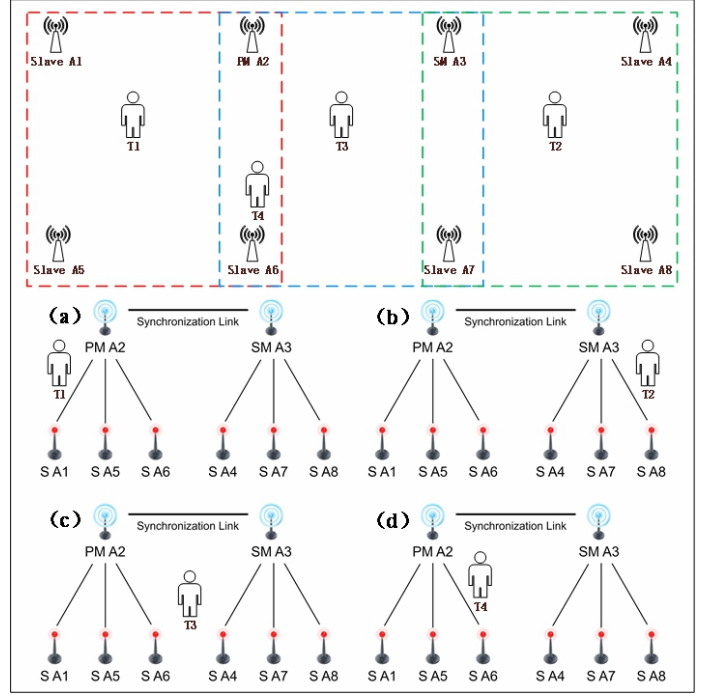 Slave A1 PM A2 SM A3 Slave A4
T1 T3 T2
T4
Slave A5 Slave A6 Slave A7 Slave A8
(a) Synchronization Link
PM A2 SM A3
T1
S A1 S A5 S A6 S A4 S A7 S A8
(b) Synchronization Link
PM A2 SM A3
T2
S A1 S A5 S A6 S A4 S A7 S A8
(c) Synchronization Link
PM A2 SM A3
T3
S A1 S A5 S A6 S A4 S A7 S A8
(d) Synchronization Link
PM A2 SM A3
T4
S A1 S A5 S A6 S A4 S A7 S A8